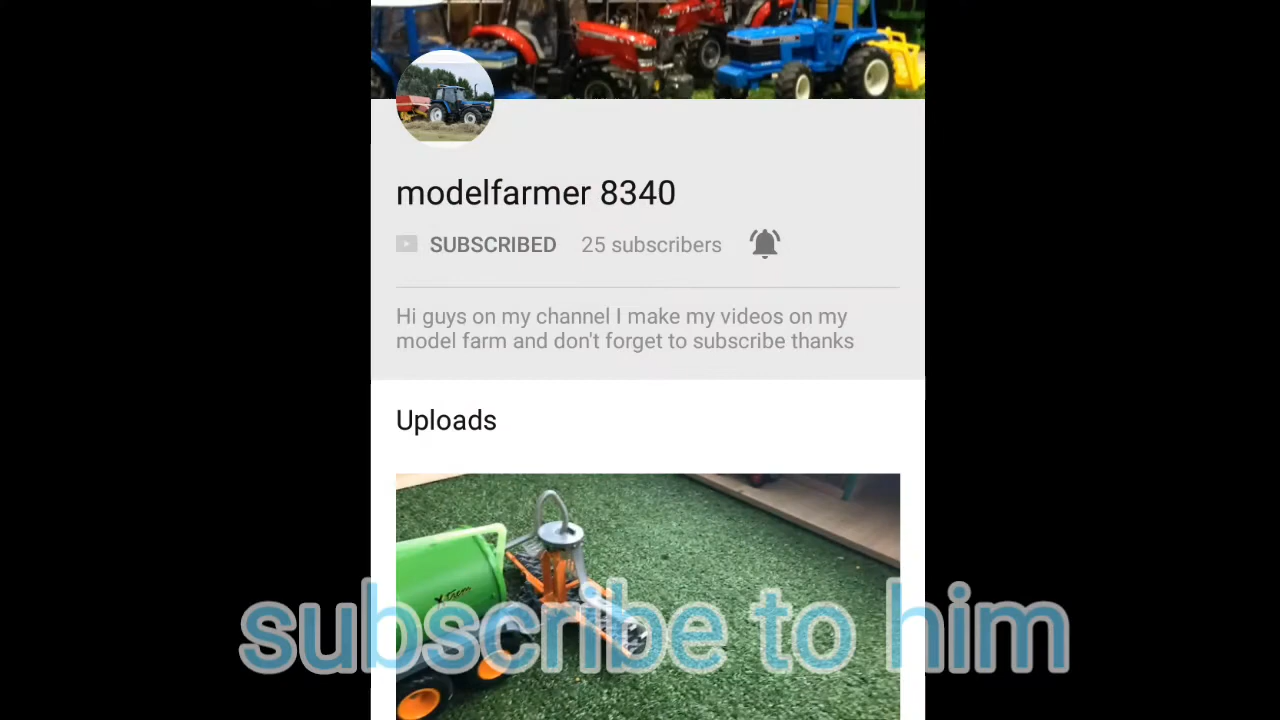 modelfarmer 8340
SUBSCRIBED 25 subscribers
Hi guys on my channel I make my videos on my
model farm and don't forget to subscribe thanks
Uploads
X-trem
subscribe to him